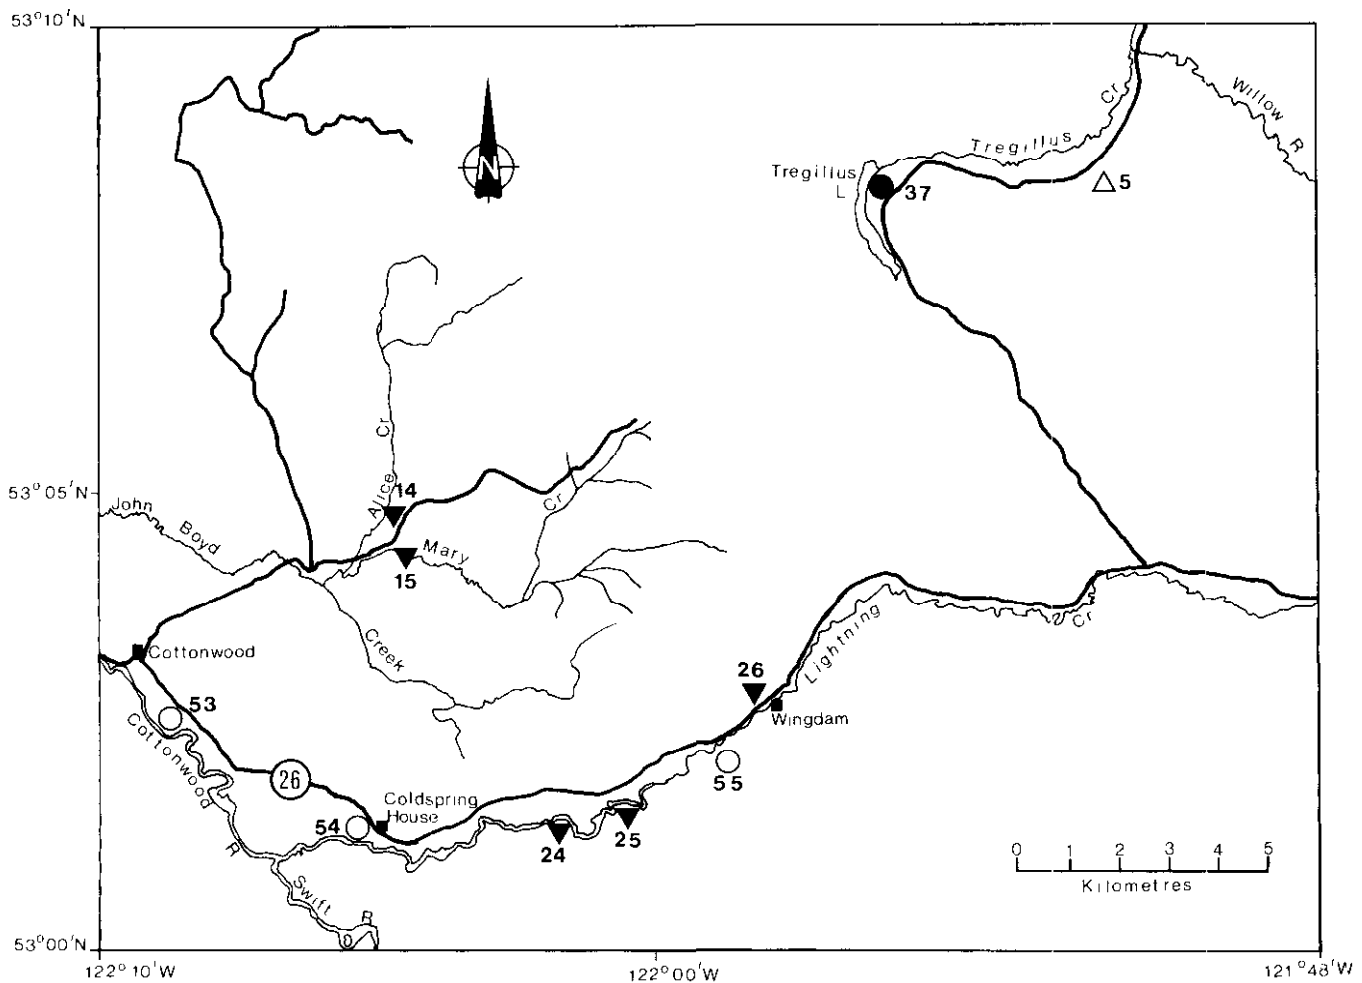 53°10'N
N
Tregillus
Cr
Willow
R
Tregillus
L
37
5
Cr
Alice
14
53°05'N
John
Boyd
Mary
Cr
15
Creek
Lightning
Cr
Cottonwood
53
26
Wingdam
Cottonwood
R
26
55
Coldspring
House
54
24
25
Swift
R
0 1 2 3 4 5
Kilometres
53°00'N
122°10'W
122°00'W
121°48'W